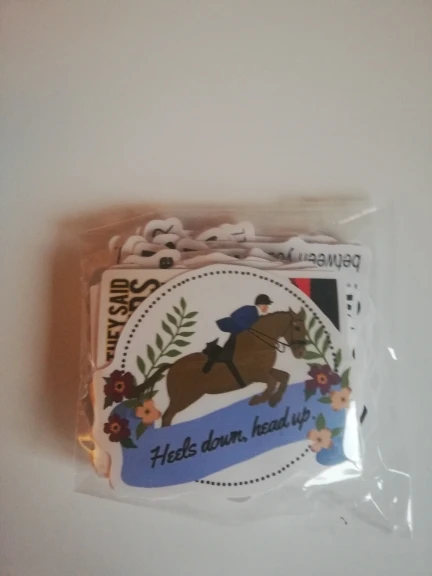 Heels down, head up.
THEY SAID
between